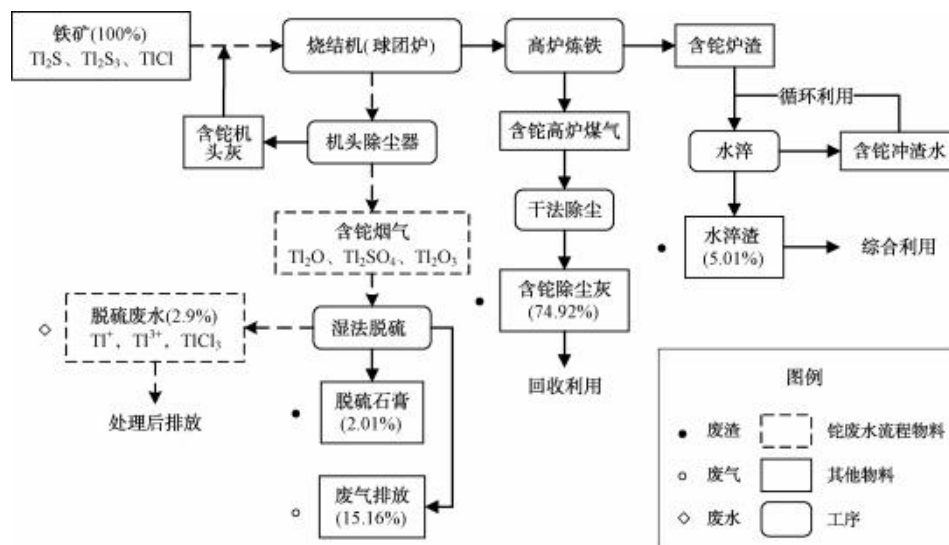 铁矿(100%)
Tl₂S、Tl₂S₃、TlCl
烧结机(球团炉)
高炉炼铁
含铊炉渣
循环利用
含铊机
头灰
机头除尘器
含铊高炉煤气
水淬
含铊冲渣水
干法除尘
含铊烟气
Tl₂O、Tl₂SO₄、Tl₂O₃
水淬渣
(5.01%)
综合利用
含铊除尘灰
(74.92%)
脱硫废水(2.9%)
Tl⁺，Tl³⁺，TlCl₃
湿法脱硫
回收利用
处理后排放
脱硫石膏
(2.01%)
废气排放
(15.16%)
图例
废渣
铊废水流程物料
废气
其他物料
废水
工序